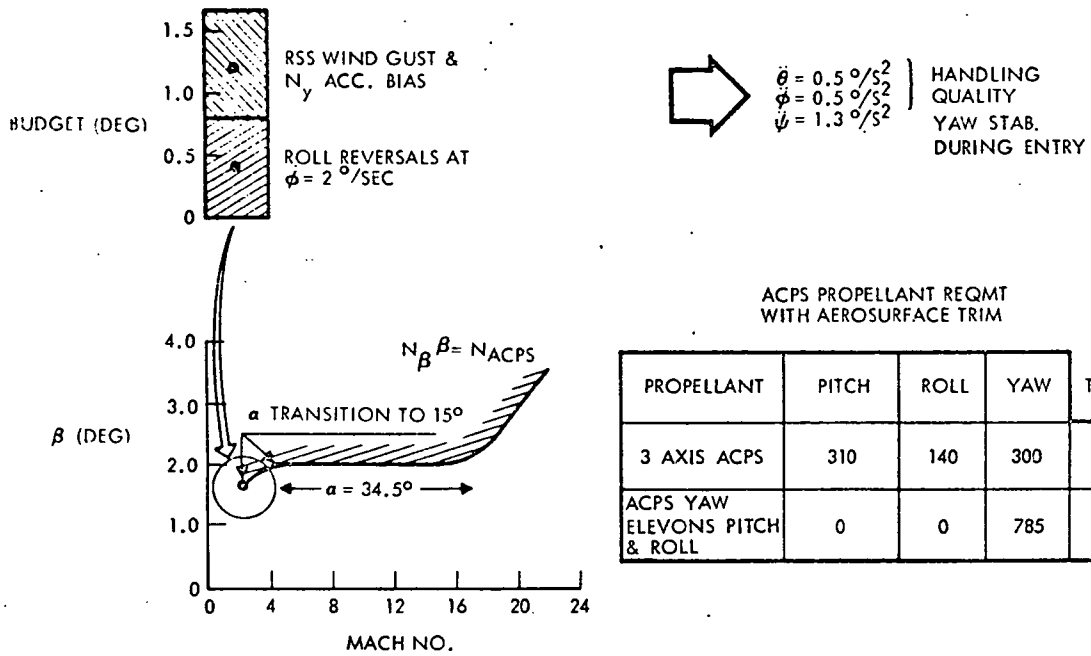 1.5
1.0
0.5
0
BUDGET (DEG)
RSS WIND GUST &
Ny ACC. BIAS
ROLL REVERSALS AT
φ̇ = 2 °/SEC
θ̈ = 0.5 °/S²
φ̈ = 0.5 °/S²
ψ̈ = 1.3 °/S²
HANDLING
QUALITY
YAW STAB.
DURING ENTRY
4.0
3.0
2.0
1.0
0
β (DEG)
Nβ β = NACPS
α TRANSITION TO 15°
α = 34.5°
0 4 8 12 16 20 24
MACH NO.
ACPS PROPELLANT REQMT
WITH AEROSURFACE TRIM
PROPELLANT PITCH ROLL YAW T
3 AXIS ACPS 310 140 300
ACPS YAW
ELEVONS PITCH 0 0 785
& ROLL